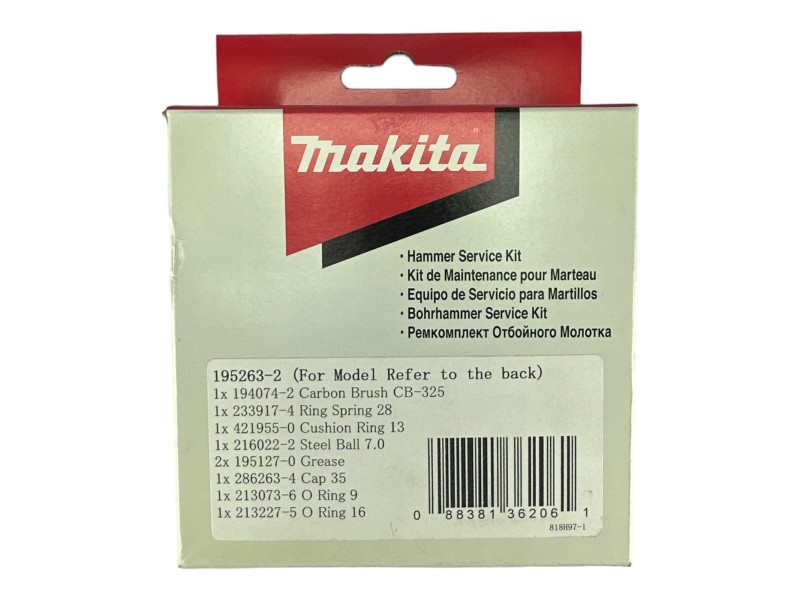 makita
· Hammer Service Kit
· Kit de Maintenance pour Marteau
· Equipo de Servicio para Martillos
· Bohrhammer Service Kit
· Ремкомплект Отбойного Молотка
195263-2 (For Model Refer to the back)
1x 194074-2 Carbon Brush CB-325
1x 233917-4 Ring Spring 28
1x 421955-0 Cushion Ring 13
1x 216022-2 Steel Ball 7.0
2x 195127-0 Grease
1x 286263-4 Cap 35
1x 213073-6 O Ring 9
1x 213227-5 O Ring 16
0 88381 36206 1
818H97-1